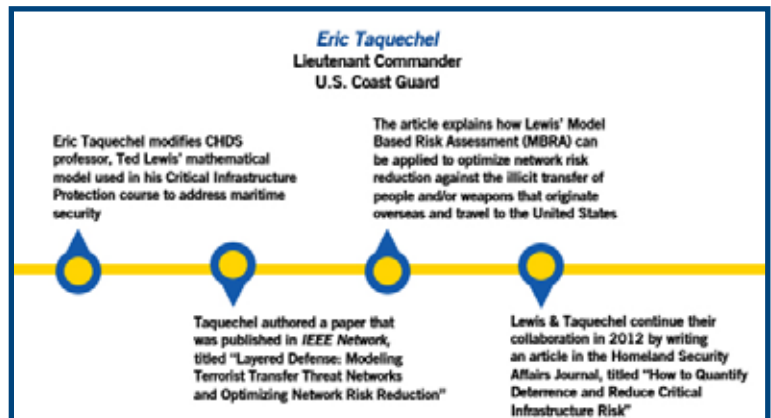 Eric Taquechel
Lieutenant Commander
U.S. Coast Guard
Eric Taquechel modifies CHDS
professor, Ted Lewis' mathematical
model used in his Critical Infrastructure
Protection course to address maritime
security
Taquechel authored a paper that
was published in IEEE Network,
titled "Layered Defense: Modeling
Terrorist Transfer Threat Networks
and Optimizing Network Risk Reduction"
The article explains how Lewis' Model
Based Risk Assessment (MBRA) can
be applied to optimize network risk
reduction against the illicit transfer of
people and/or weapons that originate
overseas and travel to the United States
Lewis & Taquechel continue their
collaboration in 2012 by writing
an article in the Homeland Security
Affairs Journal, titled "How to Quantify
Deterrence and Reduce Critical
Infrastructure Risk"